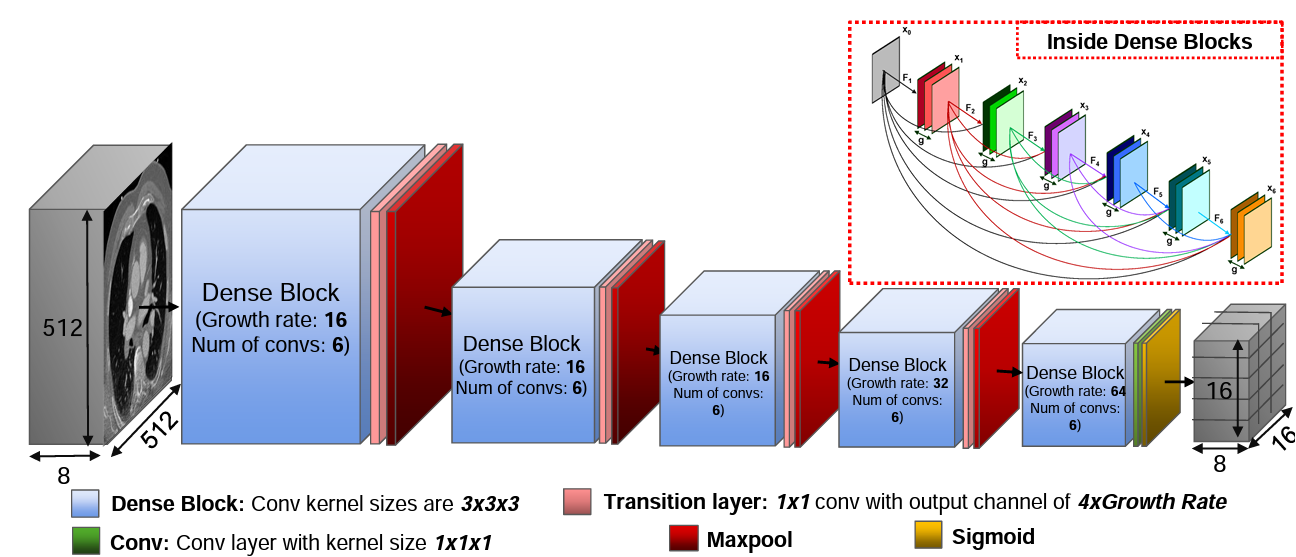 Inside Dense Blocks
x0
F1
x1
g
F2
x2
g
F3
x3
g
F4
x4
g
F5
x5
g
F6
x6
g
512
512
8
Dense Block
(Growth rate: 16
Num of convs: 6)
Dense Block
(Growth rate: 16
Num of convs: 6)
Dense Block
(Growth rate: 16
Num of convs:
6)
Dense Block
(Growth rate: 32
Num of convs:
6)
Dense Block
(Growth rate: 64
Num of convs:
6)
16
8
16
Dense Block: Conv kernel sizes are 3x3x3
Transition layer: 1x1 conv with output channel of 4xGrowth Rate
Conv: Conv layer with kernel size 1x1x1
Maxpool
Sigmoid